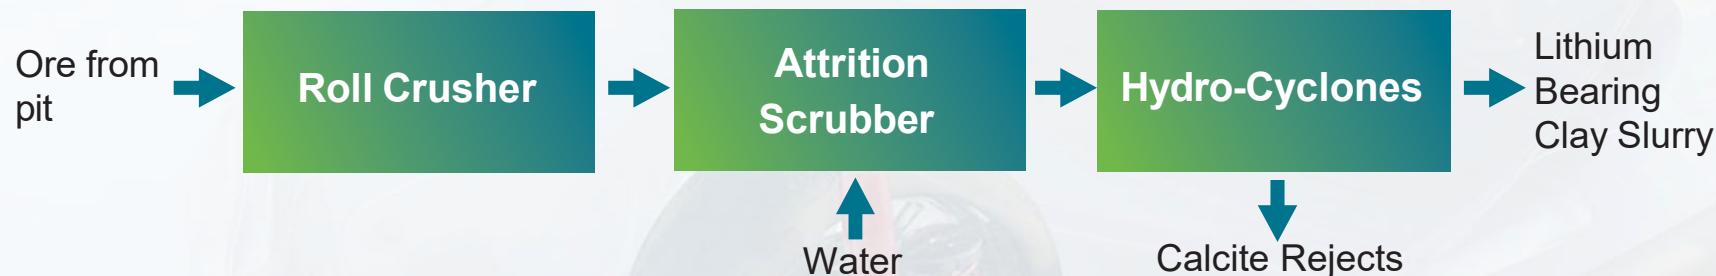 Ore from
pit
Roll Crusher
Attrition
Scrubber
Hydro-Cyclones
Lithium
Bearing
Clay Slurry
Water
Calcite Rejects